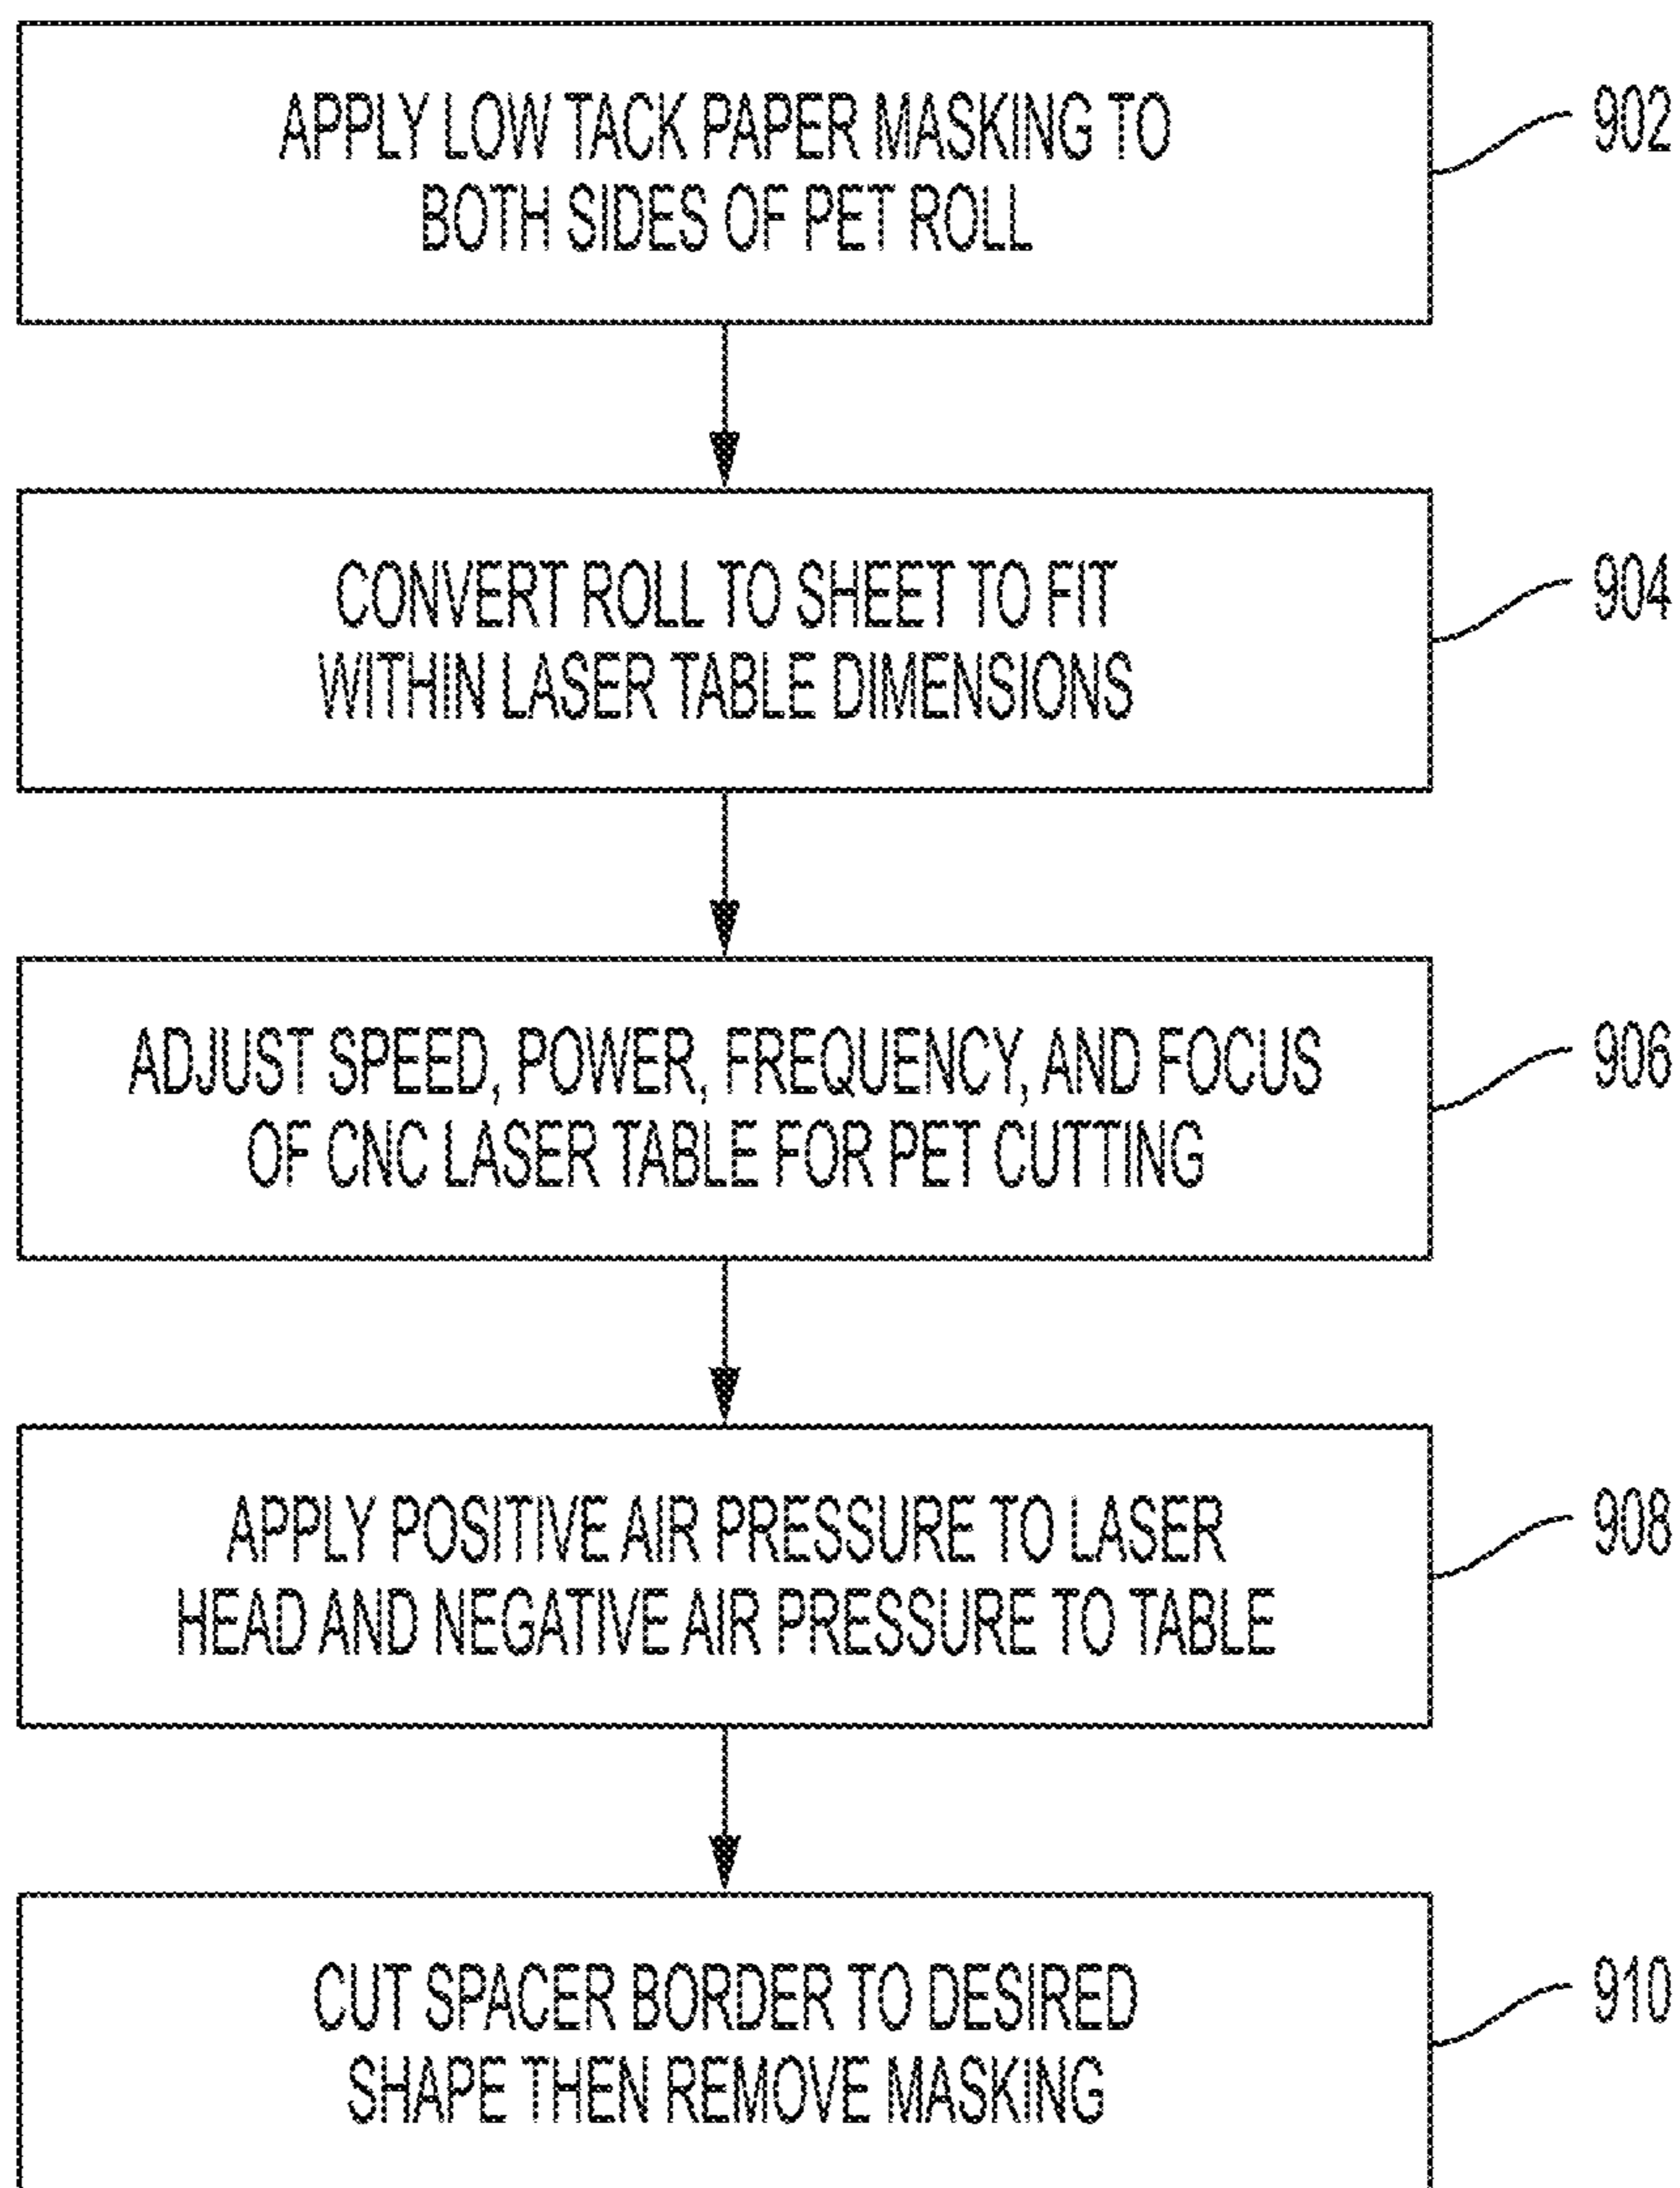 APPLY LOW TACK PAPER MASKING TO
BOTH SIDES OF PET ROLL
902
CONVERT ROLL TO SHEET TO FIT
WITHIN LASER TABLE DIMENSIONS
904
ADJUST SPEED, POWER, FREQUENCY, AND FOCUS
OF CNC LASER TABLE FOR PET CUTTING
906
APPLY POSITIVE AIR PRESSURE TO LASER
HEAD AND NEGATIVE AIR PRESSURE TO TABLE
908
CUT SPACER BORDER TO DESIRED
SHAPE THEN REMOVE MASKING
910